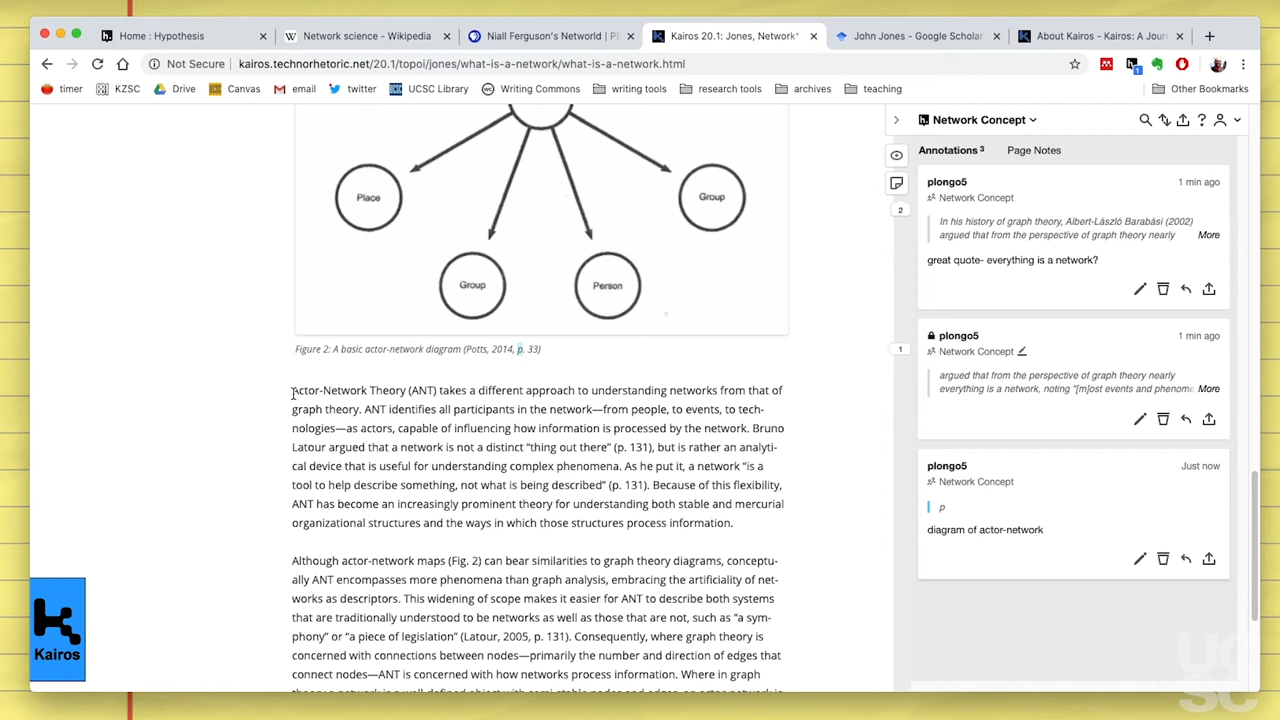 Home : Hypothesis
Network science - Wikipedia
Niall Ferguson's Networld | P
Kairos 20.1: Jones, Network"
John Jones - Google Scholar
About Kairos - Kairos: A Jour
Not Secure
kairos.technorhetoric.net/20.1/topoi/jones/what-is-a-network/what-is-a-network.html
timer
KZSC
Drive
Canvas
email
twitter
UCSC Library
Writing Commons
writing tools
research tools
archives
teaching
Other Bookmarks
Place
Group
Person
Group
Figure 2: A basic actor-network diagram (Potts, 2014, p. 33)
Actor-Network Theory (ANT) takes a different approach to understanding networks from that of
graph theory. ANT identifies all participants in the network—from people, to events, to tech-
nologies—as actors, capable of influencing how information is processed by the network. Bruno
Latour argued that a network is not a distinct “thing out there” (p. 131), but is rather an analyti-
cal device that is useful for understanding complex phenomena. As he put it, a network “is a
tool to help describe something, not what is being described” (p. 131). Because of this flexibility,
ANT has become an increasingly prominent theory for understanding both stable and mercurial
organizational structures and the ways in which those structures process information.
Although actor-network maps (Fig. 2) can bear similarities to graph theory diagrams, conceptu-
ally ANT encompasses more phenomena than graph analysis, embracing the artificiality of net-
works as descriptors. This widening of scope makes it easier for ANT to describe both systems
that are traditionally understood to be networks as well as those that are not, such as “a sym-
phony” or “a piece of legislation” (Latour, 2005, p. 131). Consequently, where graph theory is
concerned with connections between nodes—primarily the number and direction of edges that
connect nodes—ANT is concerned with how networks process information. Where in graph
Kairos
Network Concept
Annotations 3
Page Notes
2
1
plongo5
1 min ago
Network Concept
In his history of graph theory, Albert-László Barabási (2002)
argued that from the perspective of graph theory nearly
More
great quote- everything is a network?
plongo5
1 min ago
Network Concept
argued that from the perspective of graph theory nearly
everything is a network, noting "[m]ost events and phenome
More
plongo5
Just now
Network Concept
p
diagram of actor-network
UC
SC